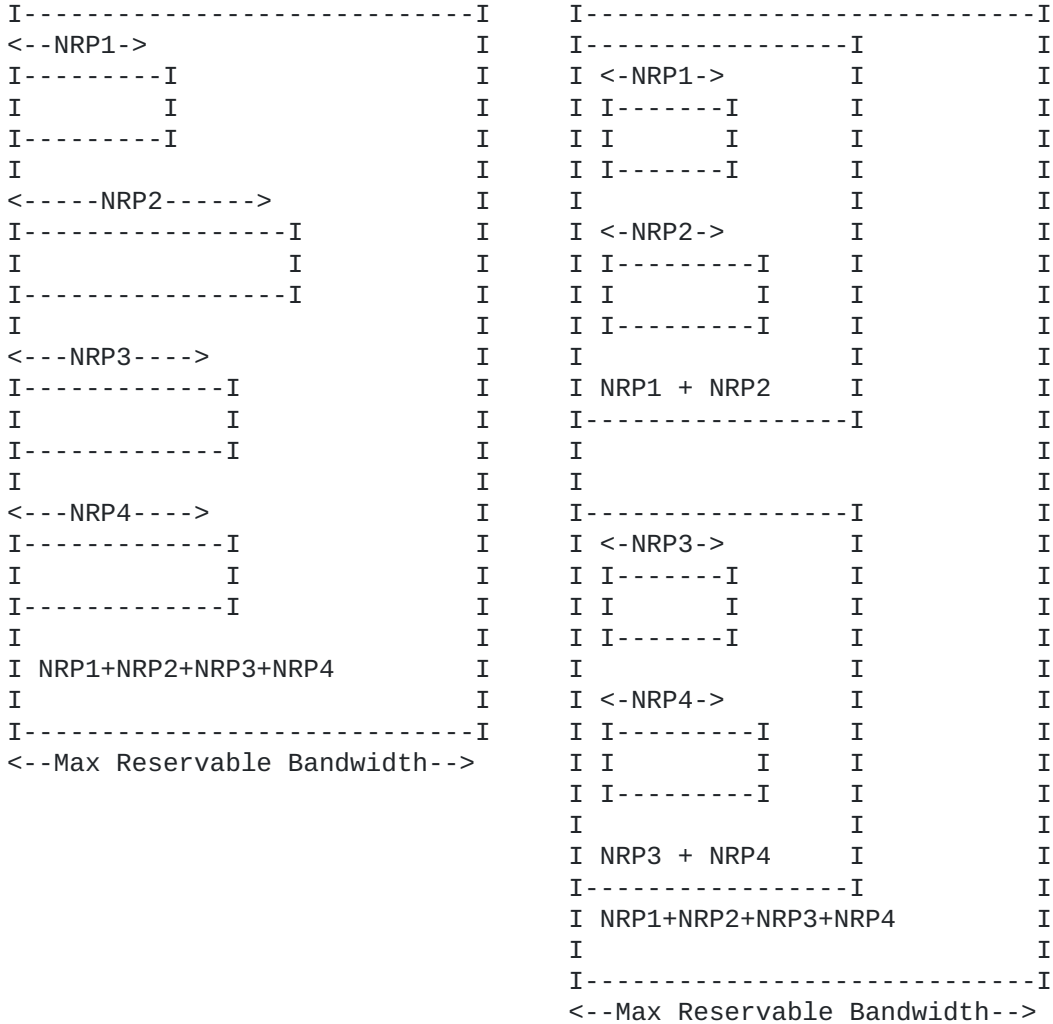 I-----------------------------I     I-----------------------------I
<--NRP1->                     I     I-----------------I           I
I---------I                   I     I <-NRP1->        I           I
I         I                   I     I I-------I       I           I
I---------I                   I     I I       I       I           I
I                             I     I I-------I       I           I
<-----NRP2------>             I     I                 I           I
I-----------------I           I     I <-NRP2->        I           I
I                 I           I     I I---------I     I           I
I-----------------I           I     I I         I     I           I
I                             I     I I---------I     I           I
<---NRP3---->                 I     I                 I           I
I-------------I               I     I NRP1 + NRP2     I           I
I             I               I     I-----------------I           I
I-------------I               I     I                             I
I                             I     I                             I
<---NRP4---->                 I     I-----------------I           I
I-------------I               I     I <-NRP3->        I           I
I             I               I     I I-------I       I           I
I-------------I               I     I I       I       I           I
I                             I     I I-------I       I           I
I NRP1+NRP2+NRP3+NRP4         I     I                 I           I
I                             I     I <-NRP4->        I           I
I-----------------------------I     I I---------I     I           I
<--Max Reservable Bandwidth-->      I I         I     I           I
                                    I I---------I     I           I
                                    I                 I           I
                                    I NRP3 + NRP4     I           I
                                    I-----------------I           I
                                    I NRP1+NRP2+NRP3+NRP4         I
                                    I                             I
                                    I-----------------------------I
                                    <--Max Reservable Bandwidth-->